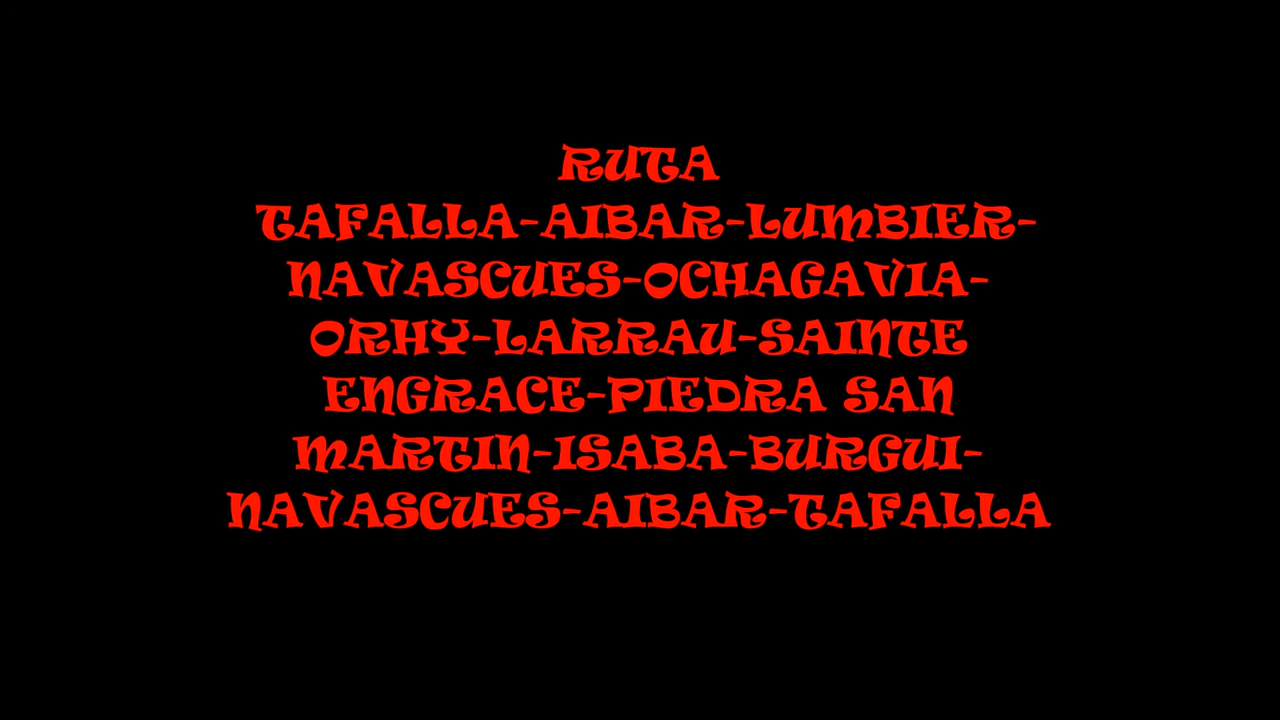 RUTA
TAFALLA-AIBAR-LUMBIER-
NAVASCUES-OCHAGAVIA-
ORHY-LARRAU-SAINTE
ENGRACE-PIEDRA SAN
MARTIN-ISABA-BURGUI-
NAVASCUES-AIBAR-TAFALLA